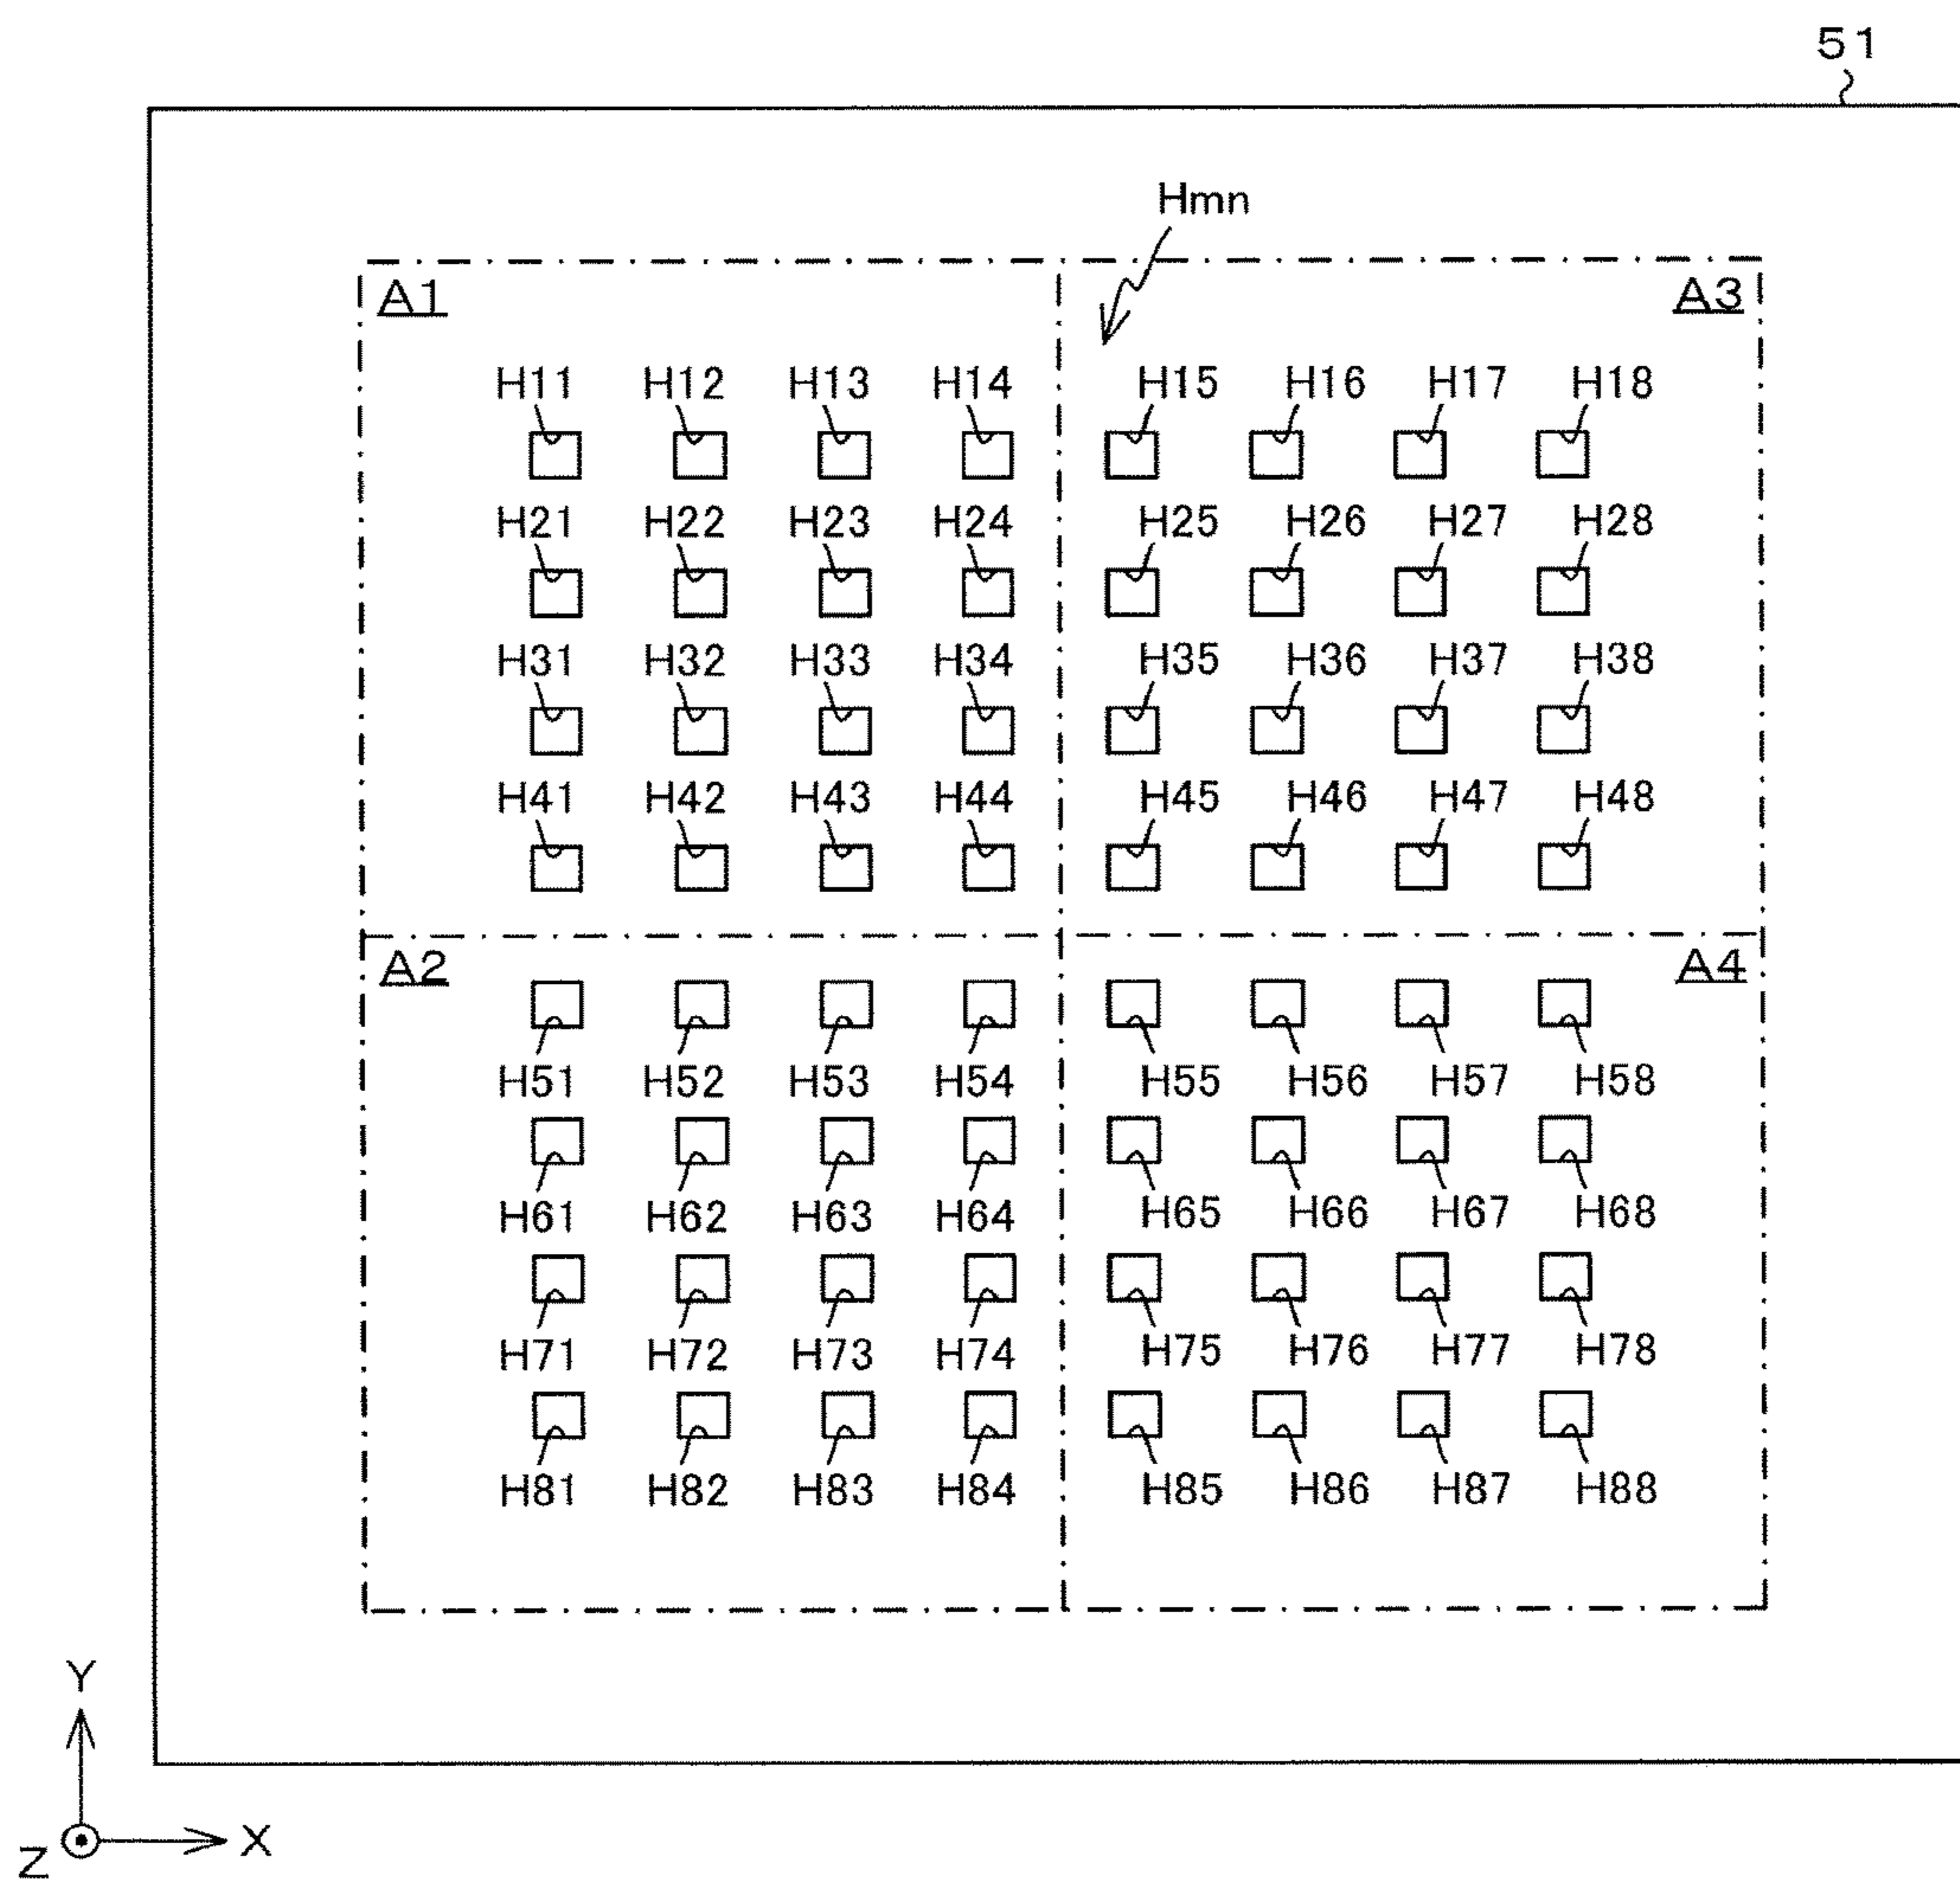 51
Hmn
A1 A3
H11 H12 H13 H14 H15 H16 H17 H18
H21 H22 H23 H24 H25 H26 H27 H28
H31 H32 H33 H34 H35 H36 H37 H38
H41 H42 H43 H44 H45 H46 H47 H48
A2 A4
H51 H52 H53 H54 H55 H56 H57 H58
H61 H62 H63 H64 H65 H66 H67 H68
H71 H72 H73 H74 H75 H76 H77 H78
H81 H82 H83 H84 H85 H86 H87 H88
Y
Z X